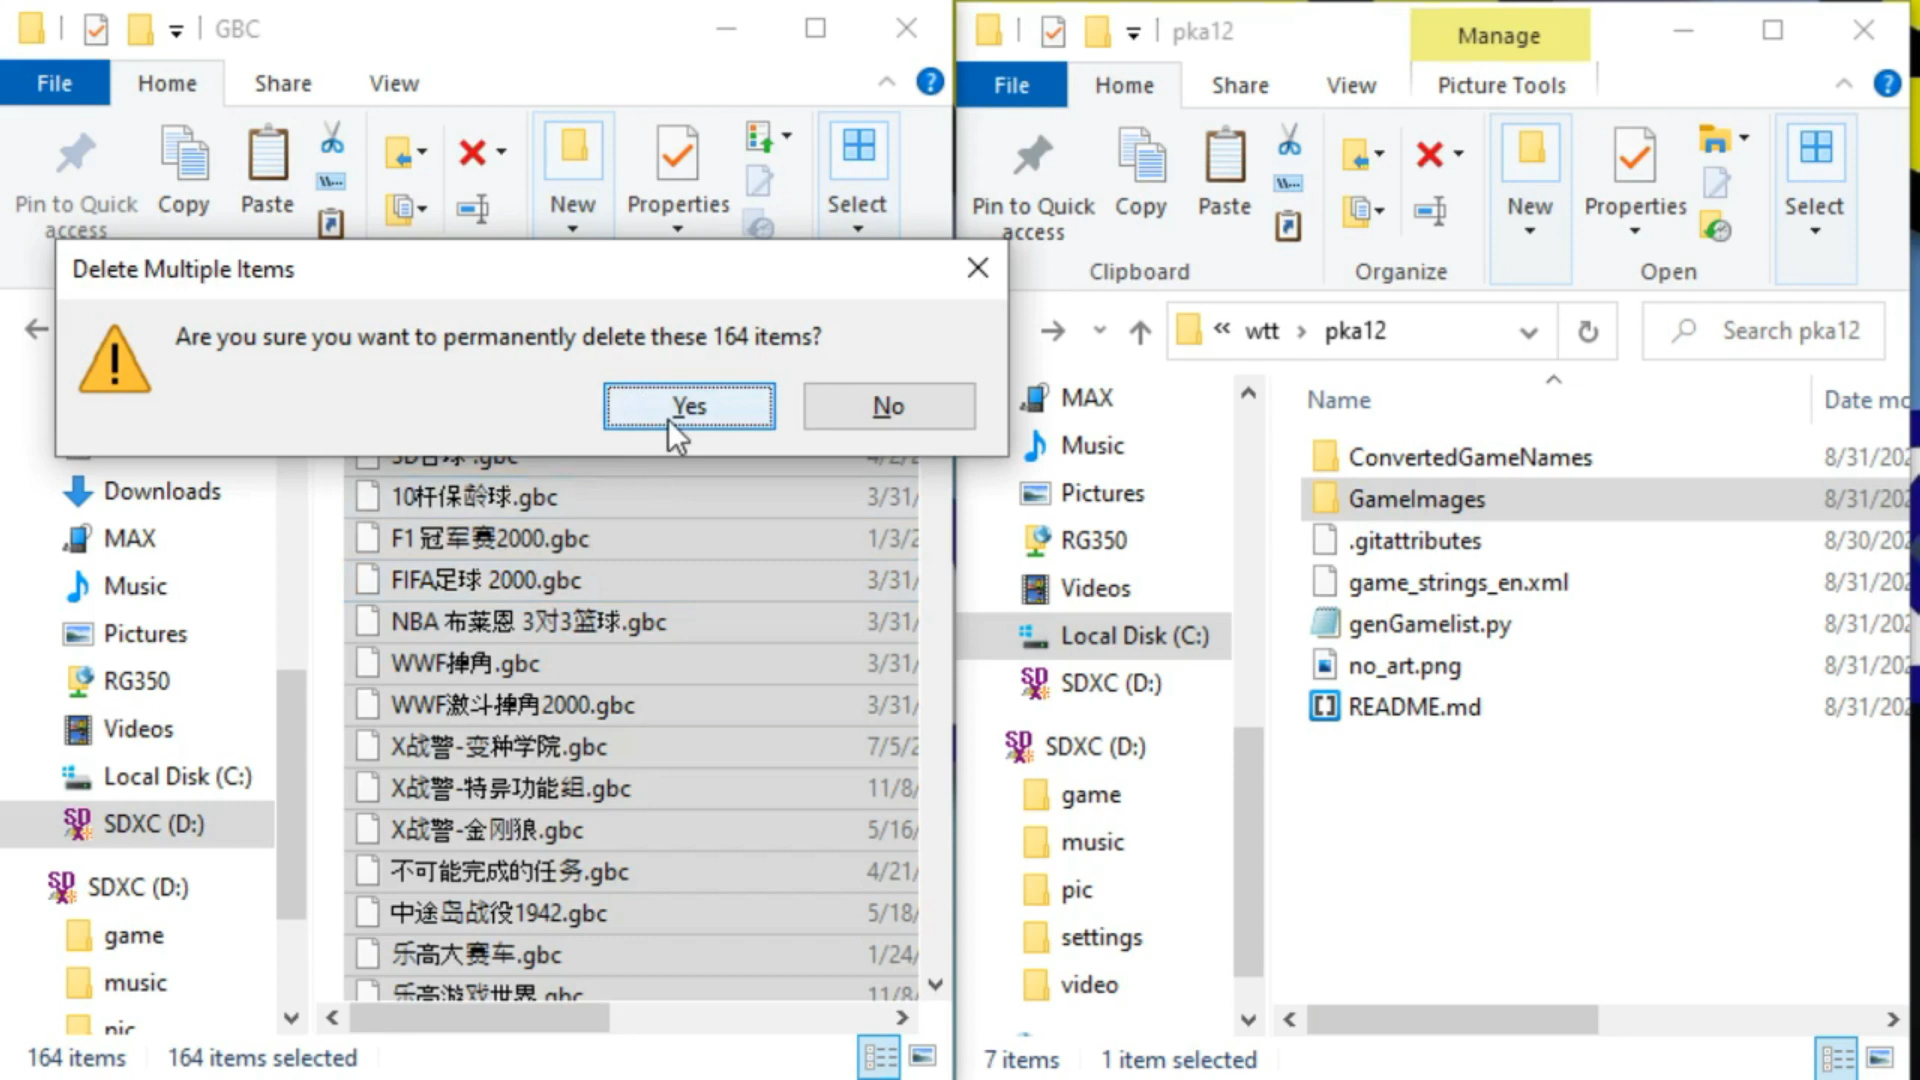 GBC
File
Home
Share
View
Pin to Quick
access
Copy
Paste
New
Properties
Select
Delete Multiple Items
Are you sure you want to permanently delete these 164 items?
Yes
No
Downloads
MAX
Music
Pictures
RG350
Videos
Local Disk (C:)
SDXC (D:)
SDXC (D:)
game
music
pic
10杆保龄球.gbc 3/31/
F1 冠军赛2000.gbc 1/3/2
FIFA足球 2000.gbc 3/31/
NBA 布莱恩 3对3篮球.gbc 3/31/
WWF摔角.gbc 3/31/
WWF激斗摔角2000.gbc 3/31/
X战警-变种学院.gbc 7/5/2
X战警-特异功能组.gbc 11/8/
X战警-金刚狼.gbc 5/16/
不可能完成的任务.gbc 4/21/
中途岛战役1942.gbc 5/18/
乐高大赛车.gbc 1/24/
乐高游戏世界.gbc 11/8/
164 items
164 items selected
pka12
Manage
File
Home
Share
View
Picture Tools
Pin to Quick
access
Copy
Paste
New
Properties
Select
Clipboard
Organize
Open
« wtt › pka12
Search pka12
MAX
Music
Pictures
RG350
Videos
Local Disk (C:)
SDXC (D:)
SDXC (D:)
game
music
pic
settings
video
Name
ConvertedGameNames 8/31/202
GameImages 8/31/202
.gitattributes 8/30/202
game_strings_en.xml 8/31/202
genGamelist.py 8/31/202
no_art.png 8/31/202
README.md 8/31/202
7 items
1 item selected